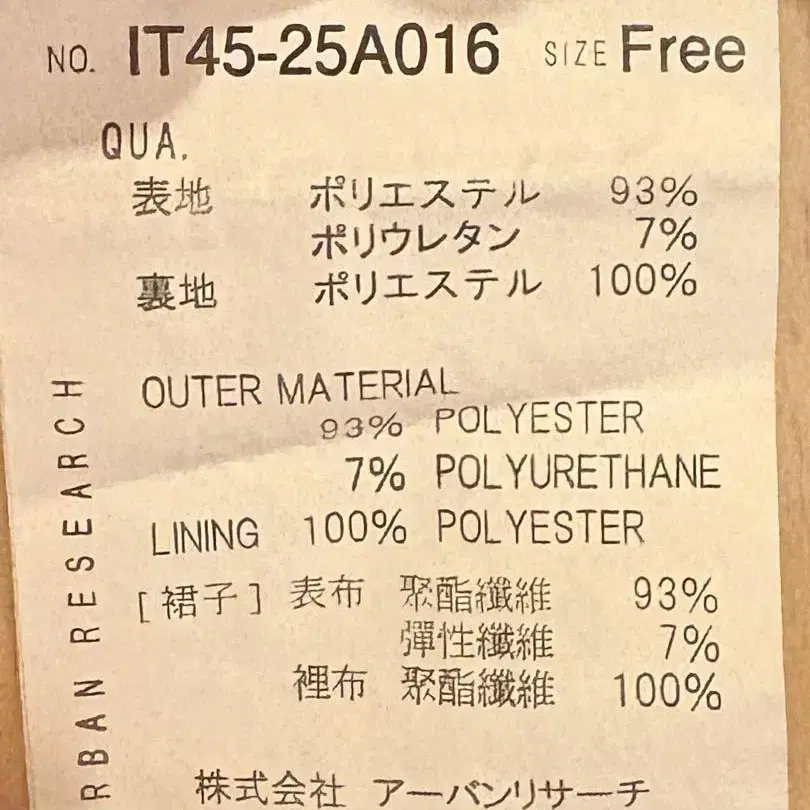 NO. IT45-25A016 SIZE Free
QUA.
表地 ポリエステル 93%
ポリウレタン 7%
裏地 ポリエステル 100%
OUTER MATERIAL
93% POLYESTER
7% POLYURETHANE
LINING 100% POLYESTER
[裙子] 表布 聚酯纖維 93%
彈性纖維 7%
裡布 聚酯纖維 100%
株式会社 アーバンリサーチ
RBAN RESEARCH